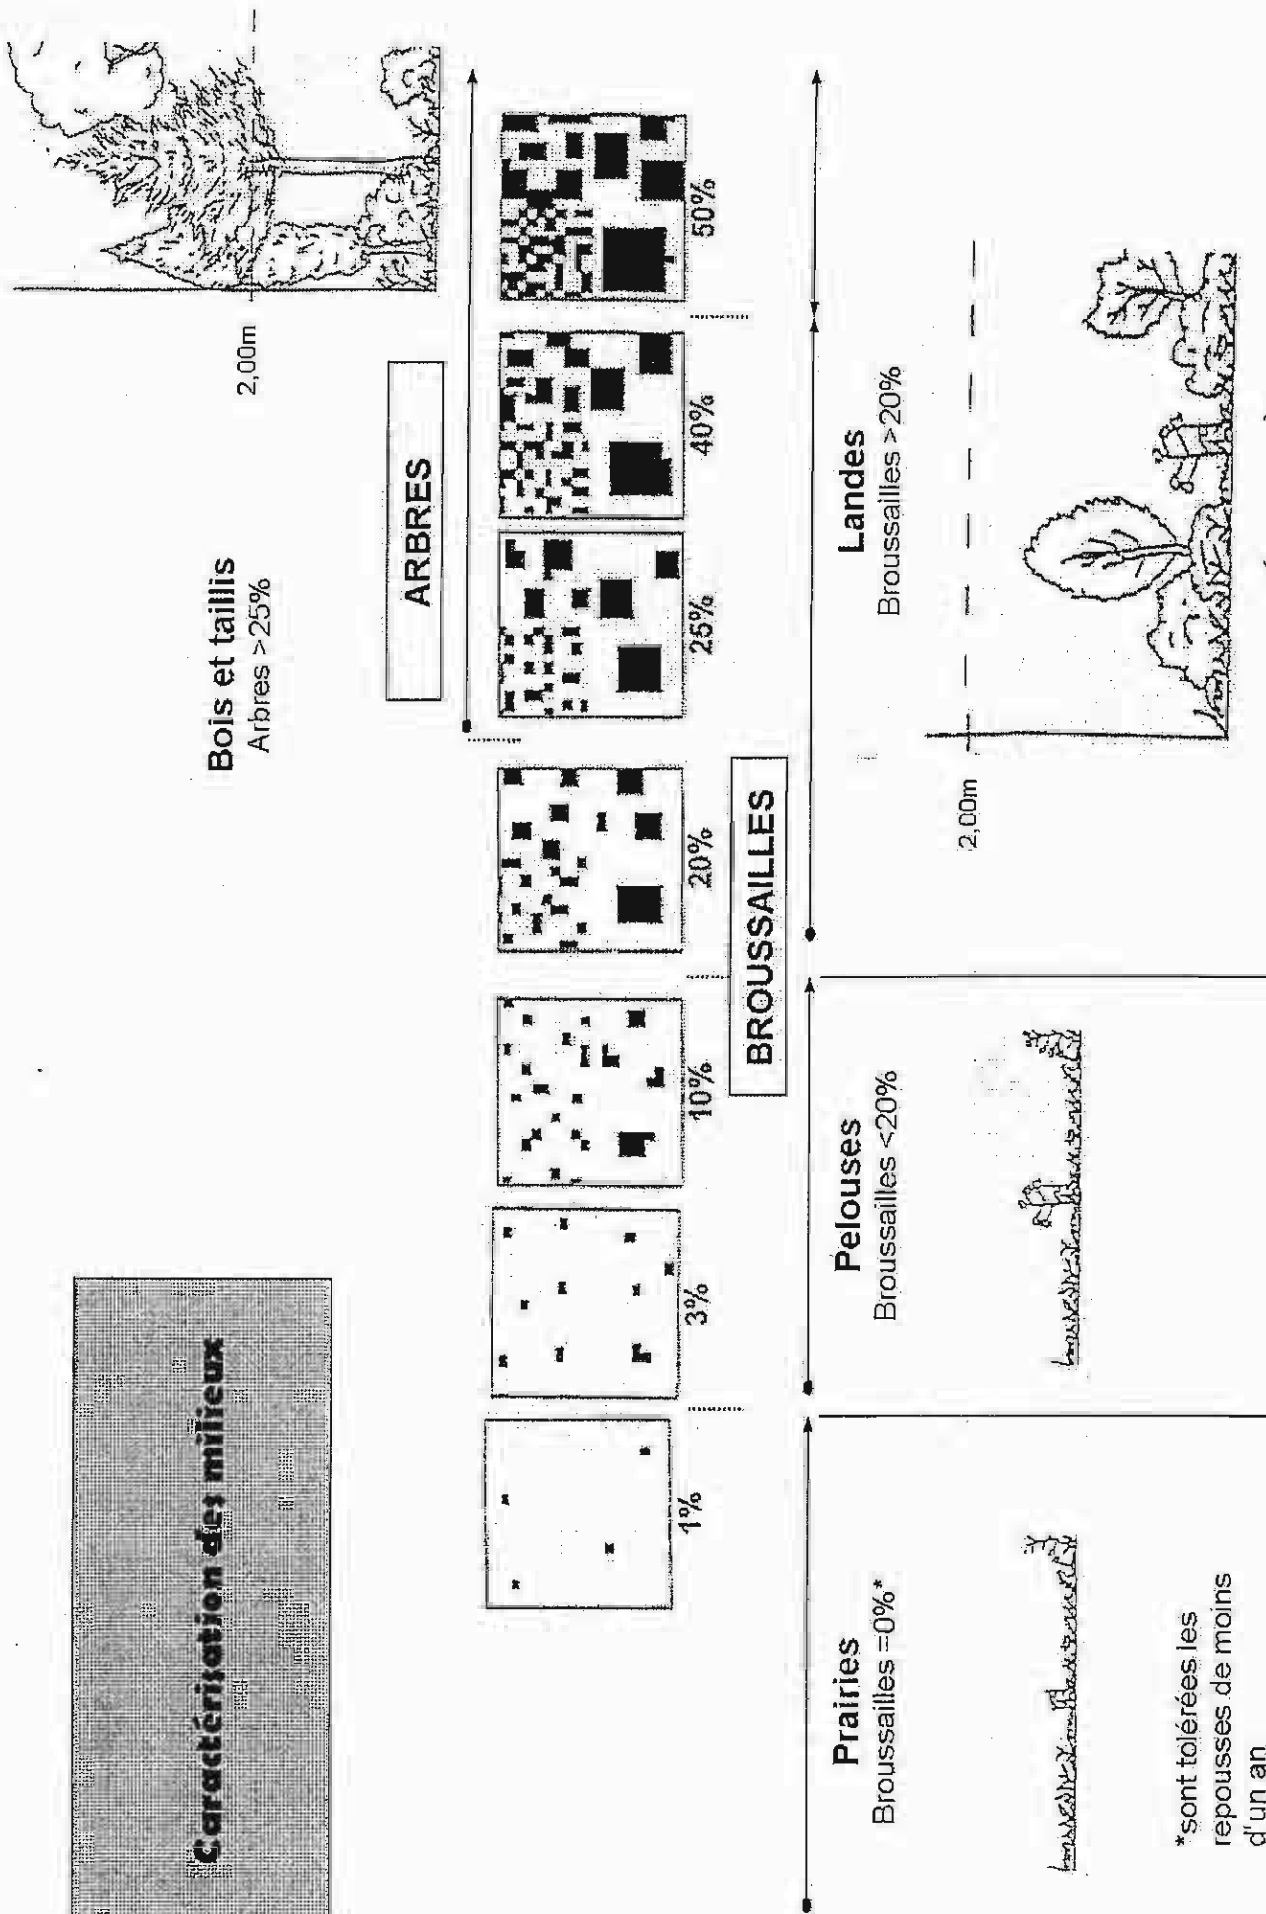 Caractérisation des milieux
Bois et taillis
Arbres >25%
2,00m
ARBRES
1%
3%
10%
20%
25%
40%
50%
BROUSSAILLES
Prairies
Broussailles =0%*
Pelouses
Broussailles <20%
Landes
Broussailles >20%
2,00m
*sont tolérées les
repousses de moins
d'un an